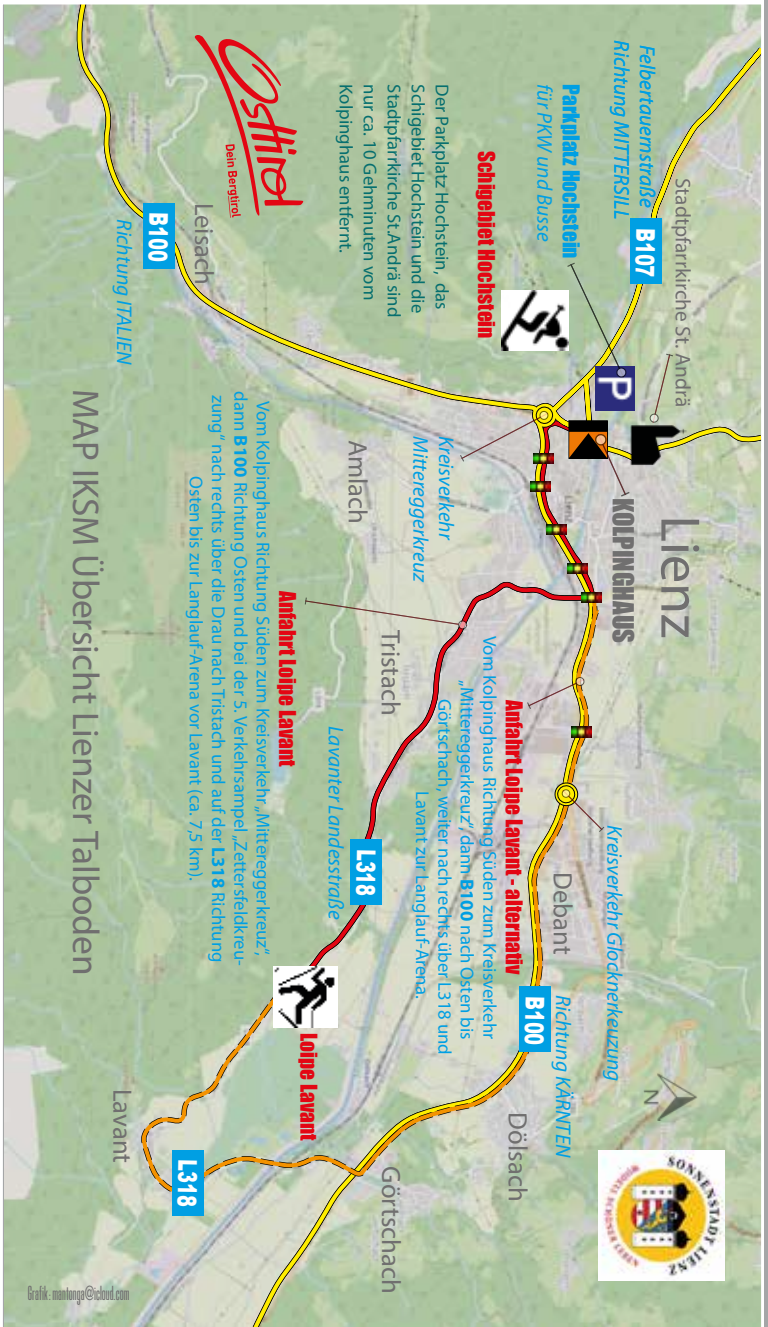 Felbertauernstraße
Richtung MITTERSILL
B107
Stadtpfarrkirche St. Andrä
Parkplatz Hochstein
für PKW und Busse
P
Schigebiet Hochstein
Der Parkplatz Hochstein, das
Schigebiet Hochstein und die
Stadtpfarrkirche St.Andrä sind
nur ca. 10 Gehminuten vom
Kolpinghaus entfernt.
Osttirol
Dein Bergtirol
Leisach
B100
Richtung ITALIEN
Lienz
KOLPINGHAUS
Lienz
Kreisverkehr
Mittereggerkreuz
Amlach
Tristach
Anfahrt Loipe Lavant - alternativ
Vom Kolpinghaus Richtung Süden zum Kreisverkehr
„Mittereggerkreuz“ dann B100 nach Osten bis
Görtschach, weiter nach rechts über L318 und
Lavant zur Langlauf-Arena.
Anfahrt Loipe Lavant
Vom Kolpinghaus Richtung Süden zum Kreisverkehr „Mittereggerkreuz“,
dann B100 Richtung Osten und bei der 5. Verkehrsampel „Zettersfeldkreu-
zung“ nach rechts über die Drau nach Tristach und auf der L318 Richtung
Osten bis zur Langlauf-Arena vor Lavant (ca. 7,5 km).
Lavanter Landesstraße
L318
Kreisverkehr Glocknerkeuzung
Debant
B100
Richtung KÄRNTEN
Dölsach
N
SONNENSTADT LIENZ
Loipe Lavant
Lavant
L318
Görtschach
MAP IKSM Übersicht Lienzer Talboden
Grafik: mantonga@icloud.com